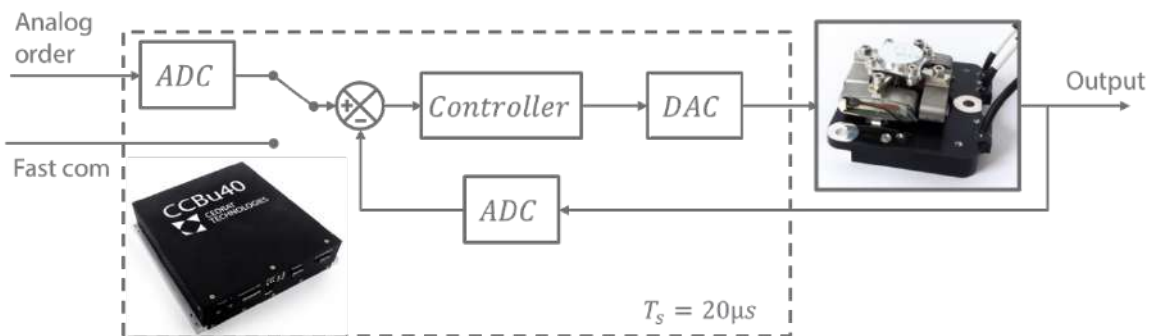 Analog
order
ADC
Controller
DAC
Output
Fast com
CCBu40
CEDRAT
TECHNOLOGIES
ADC
T_s = 20µs